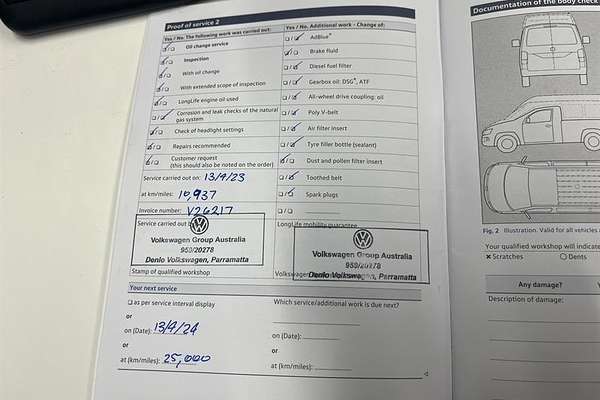 Proof of service 2
Yes / No: The following work was carried out:
Oil change service
Inspection
With oil change
With extended scope of inspection
LongLife engine oil used
Corrosion and leak checks of the natural
gas system
Check of headlight settings
Repairs recommended
Customer request
(this should also be noted on the order)
Service carried out on: 13/9/23
at km/miles: 10,937
Invoice number: V26217
Service carried out by
Volkswagen Group Australia
959/20278
Denlo Volkswagen, Parramatta
Stamp of qualified workshop
Yes / No: Additional work - Change of:
AdBlue®
Brake fluid
Diesel fuel filter
Gearbox oil: DSG®, ATF
All-wheel drive coupling: oil
Poly V-belt
Air filter insert
Tyre filler bottle (sealant)
Dust and pollen filter insert
Toothed belt
Spark plugs
LongLife mobility guarantee
Volkswagen Group Australia
959/20278
Denlo Volkswagen, Parramatta
Volkswagen
Your next service
as per service interval display
or
on (Date): 13/9/24
or
at (km/miles): 25,000
Which service/additional work is due next?
on (Date):
or
at (km/miles):
Documentation of the body check
Fig. 2 Illustration. Valid for all vehicles
Your qualified workshop will indicate
× Scratches
O Dents
Any damage?
Description of damage: